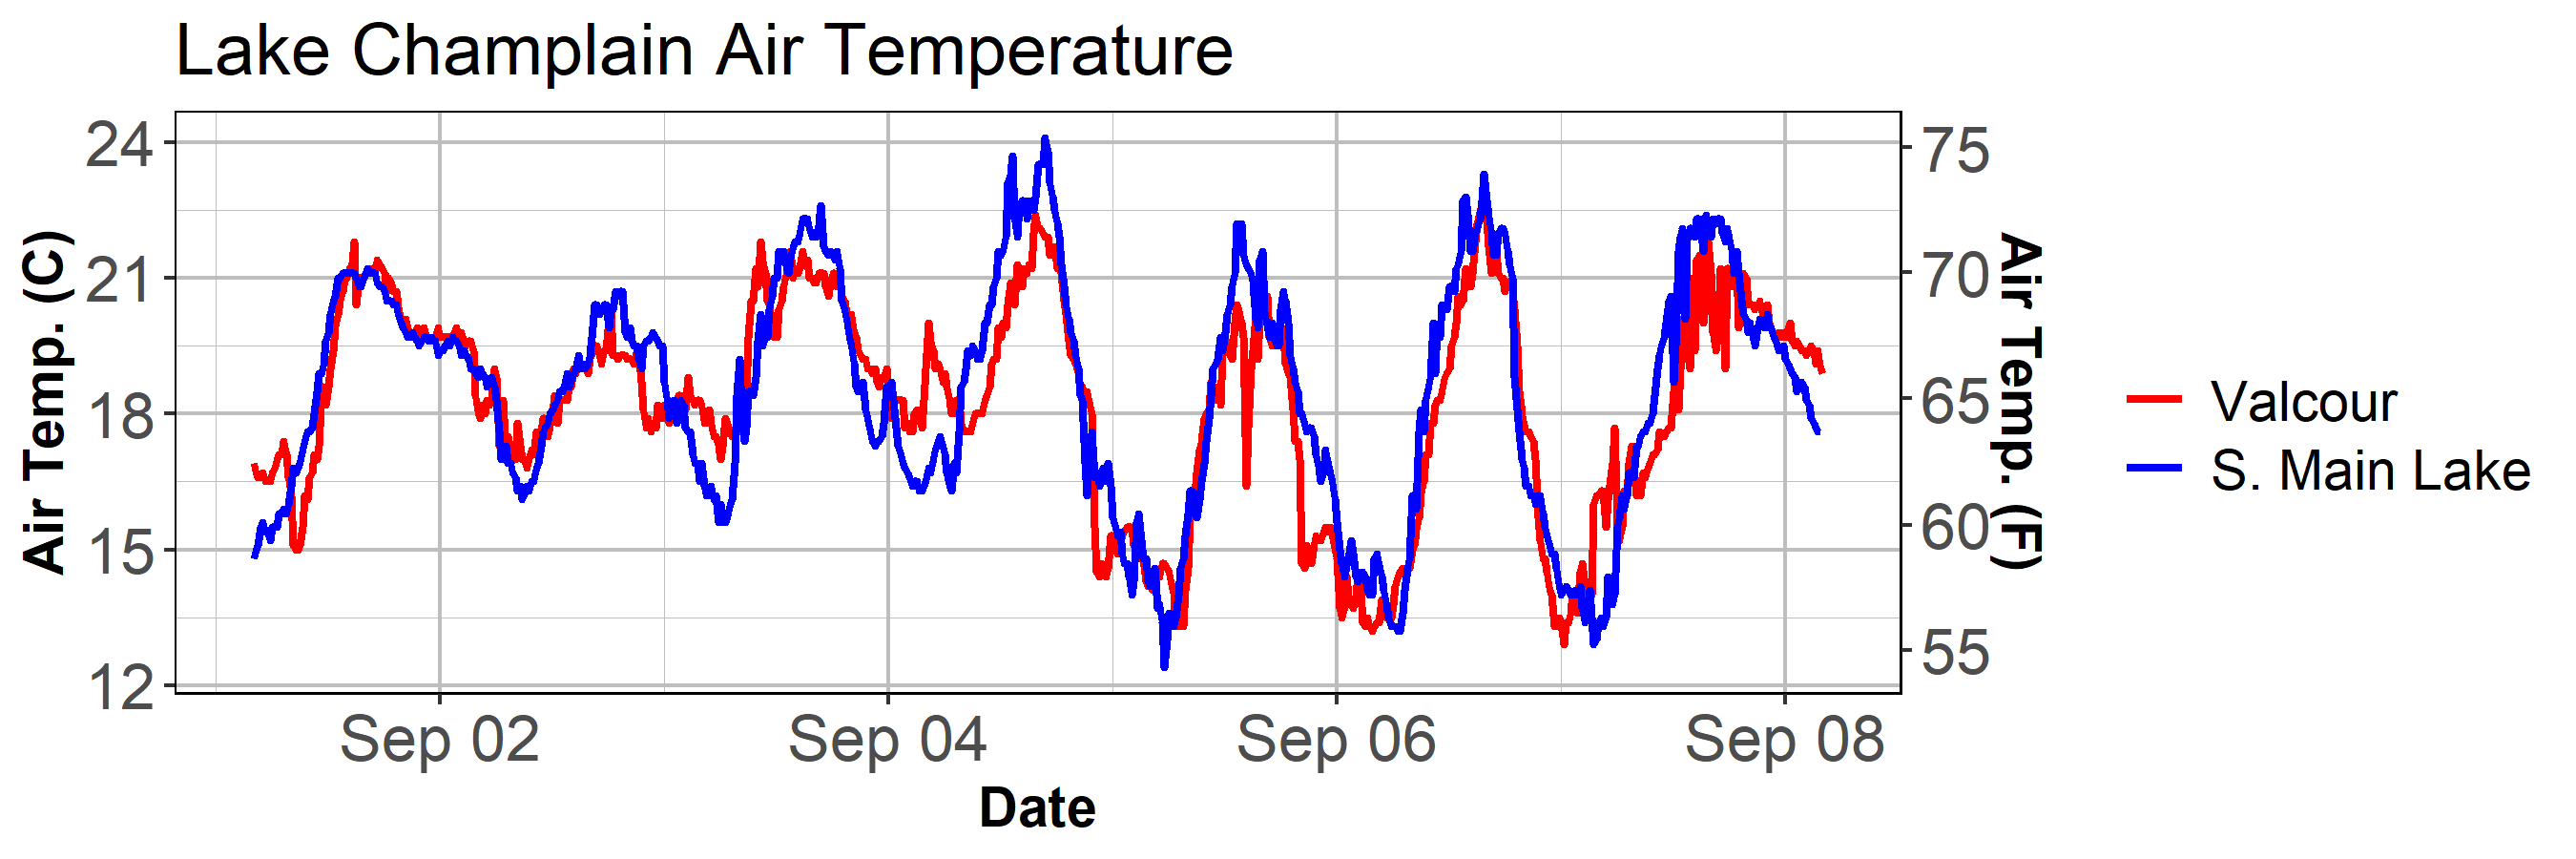 Lake Champlain Air Temperature
Air Temp. (C)
24
21
18
15
12
75
70
65
60
55
Air Temp. (F)
Sep 02 Sep 04 Sep 06 Sep 08
Date
Valcour
S. Main Lake